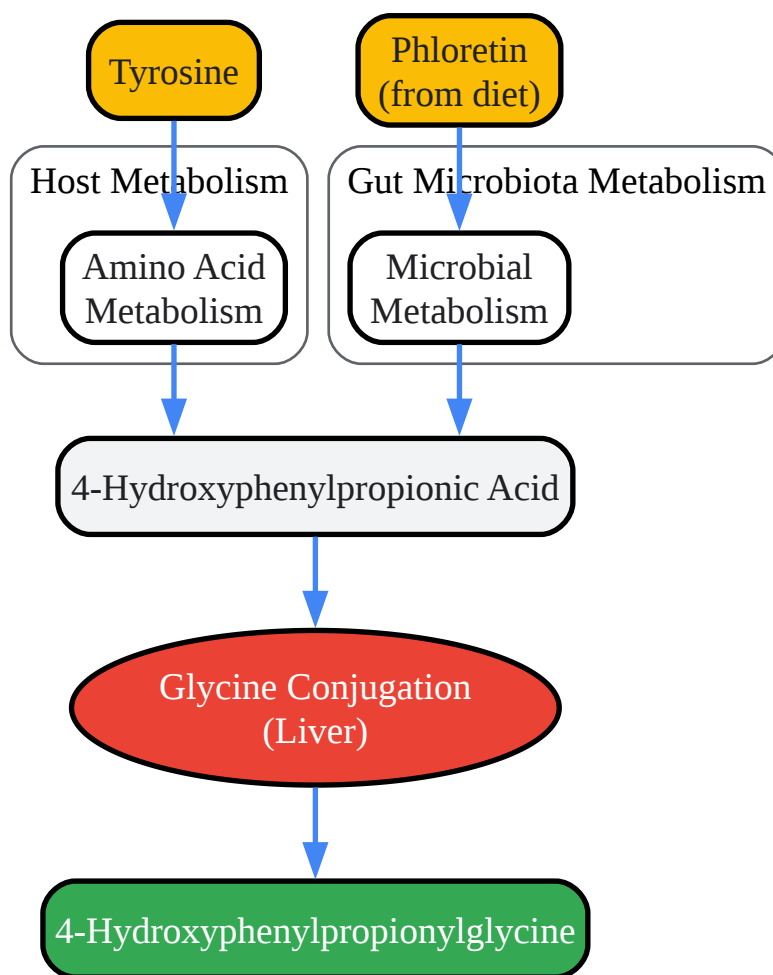 Tyrosine
Phloretin
(from diet)
Host Metabolism
Gut Microbiota Metabolism
Amino Acid
Metabolism
Microbial
Metabolism
4-Hydroxyphenylpropionic Acid
Glycine Conjugation
(Liver)
4-Hydroxyphenylpropionylglycine